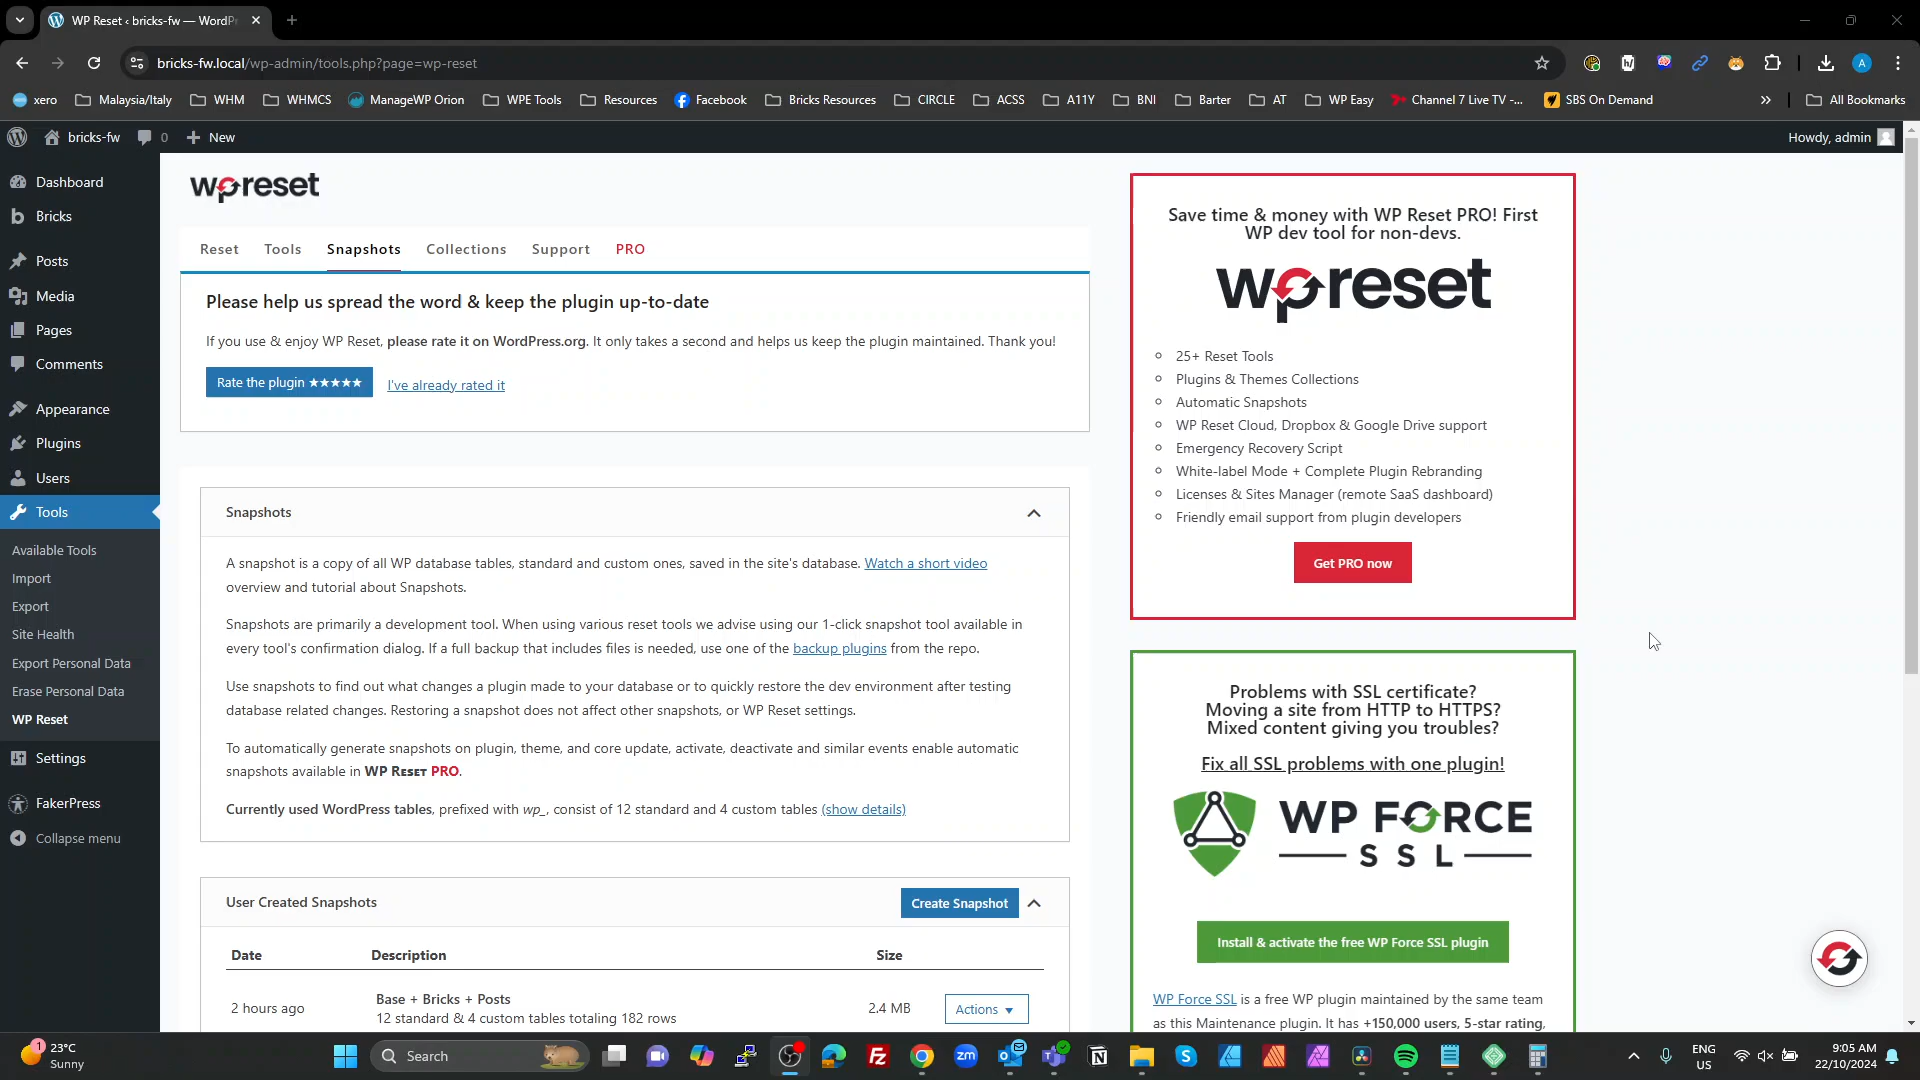 WP Reset ‹ bricks-fw — WordPr
bricks-fw.local/wp-admin/tools.php?page=wp-reset
xero
Malaysia/Italy
WHM
WHMCS
ManageWP Orion
WPE Tools
Resources
Facebook
Bricks Resources
CIRCLE
ACSS
A11Y
BNI
Barter
AT
WP Easy
Channel 7 Live TV -...
SBS On Demand
»
All Bookmarks
bricks-fw
0
New
Howdy, admin
Dashboard
Bricks
Posts
Media
Pages
Comments
Appearance
Plugins
Users
Tools
Available Tools
Import
Export
Site Health
Export Personal Data
Erase Personal Data
WP Reset
Settings
FakerPress
Collapse menu
wpreset
Reset
Tools
Snapshots
Collections
Support
PRO
Please help us spread the word & keep the plugin up-to-date
If you use & enjoy WP Reset, please rate it on WordPress.org. It only takes a second and helps us keep the plugin maintained. Thank you!
Rate the plugin ★★★★★
I've already rated it
Snapshots
A snapshot is a copy of all WP database tables, standard and custom ones, saved in the site's database. Watch a short video
overview and tutorial about Snapshots.
Snapshots are primarily a development tool. When using various reset tools we advise using our 1-click snapshot tool available in
every tool's confirmation dialog. If a full backup that includes files is needed, use one of the backup plugins from the repo.
Use snapshots to find out what changes a plugin made to your database or to quickly restore the dev environment after testing
database related changes. Restoring a snapshot does not affect other snapshots, or WP Reset settings.
To automatically generate snapshots on plugin, theme, and core update, activate, deactivate and similar events enable automatic
snapshots available in WP Reset PRO.
Currently used WordPress tables, prefixed with wp_, consist of 12 standard and 4 custom tables (show details)
User Created Snapshots
Create Snapshot
Date
Description
Size
2 hours ago
Base + Bricks + Posts
12 standard & 4 custom tables totaling 182 rows
2.4 MB
Actions
Save time & money with WP Reset PRO! First
WP dev tool for non-devs.
wpreset
25+ Reset Tools
Plugins & Themes Collections
Automatic Snapshots
WP Reset Cloud, Dropbox & Google Drive support
Emergency Recovery Script
White-label Mode + Complete Plugin Rebranding
Licenses & Sites Manager (remote SaaS dashboard)
Friendly email support from plugin developers
Get PRO now
Problems with SSL certificate?
Moving a site from HTTP to HTTPS?
Mixed content giving you troubles?
Fix all SSL problems with one plugin!
WP FORCE
SSL
Install & activate the free WP Force SSL plugin
WP Force SSL is a free WP plugin maintained by the same team
as this Maintenance plugin. It has +150,000 users, 5-star rating,
1
23°C
Sunny
Search
zm
ENG
US
9:05 AM
22/10/2024